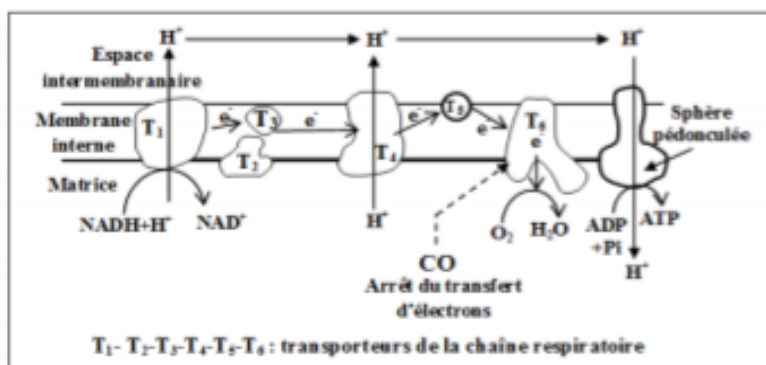 H⁺ H⁺ H⁺
Espace
intermembranaire
Membrane
interne
T₁ e⁻ T₃ e⁻ e⁻ T₅ e⁻ T₆
e⁻
T₂ T₄
Sphère
pédonculée
Matrice
NADH+H⁺ NAD⁺ H⁺ O₂ H₂O ADP
+Pi ATP
CO H⁺
Arrêt du transfert
d'électrons
T₁- T₂-T₃-T₄-T₅-T₆ : transporteurs de la chaîne respiratoire